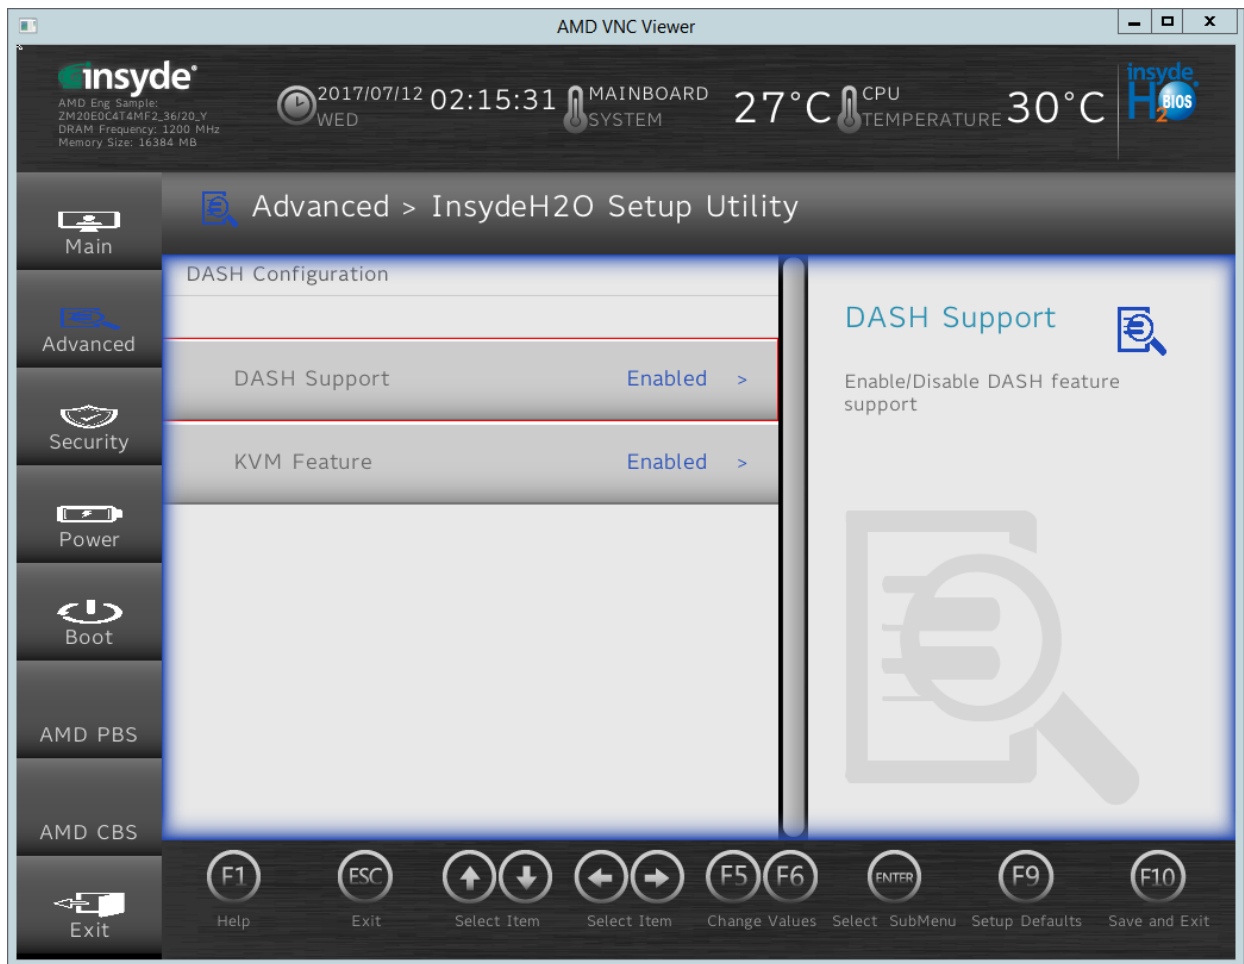 AMD VNC Viewer
insyde
AMD Eng Sample:
ZM20E0C4T4MF2_36/20_Y
DRAM Frequency: 1200 MHz
Memory Size: 16384 MB
2017/07/12
WED
02:15:31
MAINBOARD
SYSTEM
27°C
CPU
TEMPERATURE
30°C
insyde
H2O
BIOS
Main
Advanced
Security
Power
Boot
AMD PBS
AMD CBS
Exit
Advanced > InsydeH2O Setup Utility
DASH Configuration
DASH Support Enabled >
KVM Feature Enabled >
DASH Support
Enable/Disable DASH feature
support
F1
Help
ESC
Exit
Select Item
Select Item
F5 F6
Change Values
ENTER
Select SubMenu
F9
Setup Defaults
F10
Save and Exit